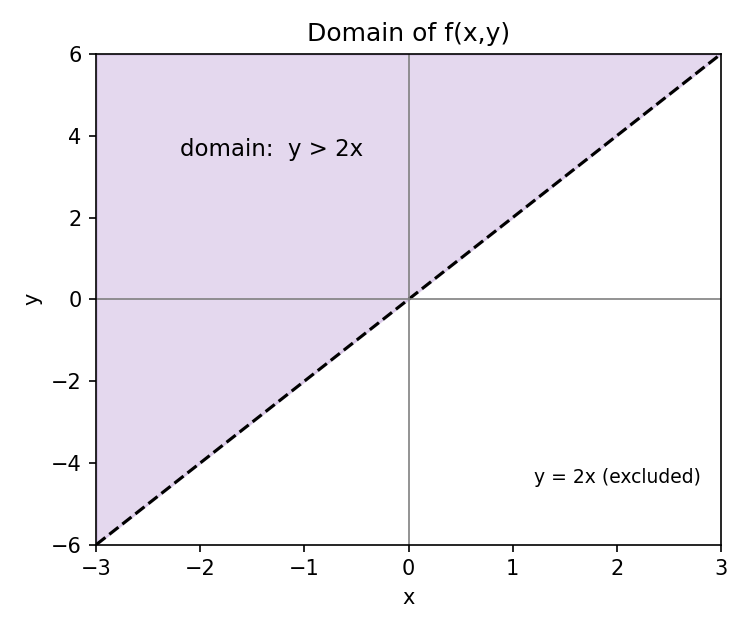 Domain of f(x,y)
6
4
2
0
−2
−4
−6
y
domain:  y > 2x
y = 2x (excluded)
−3 −2 −1 0 1 2 3
x